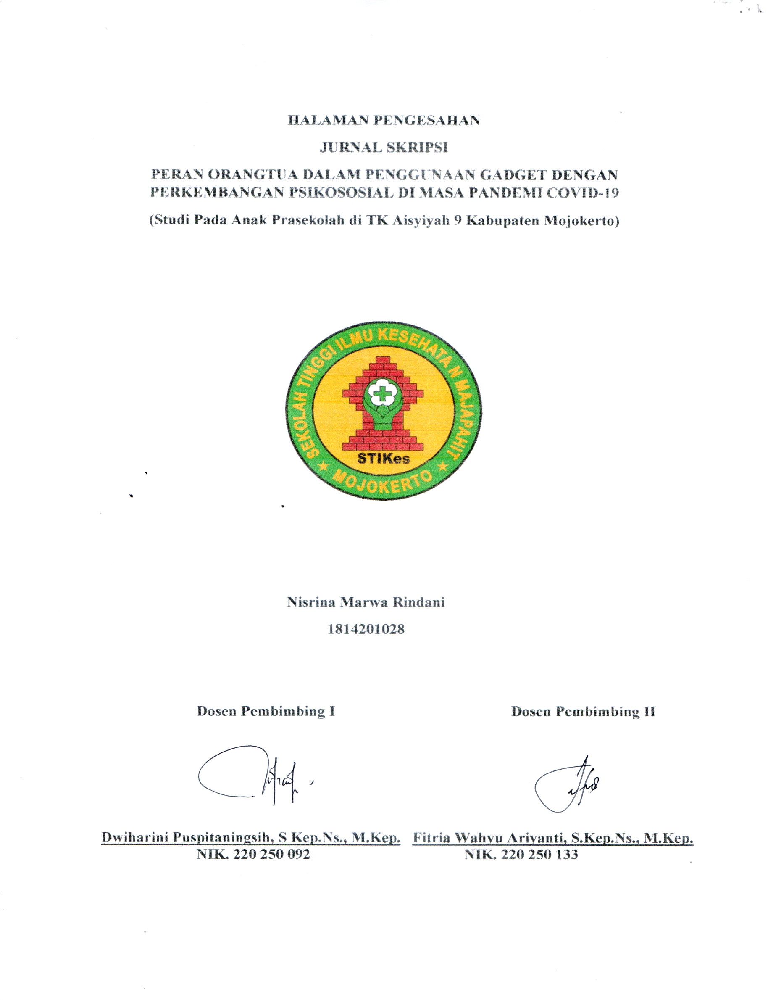 HALAMAN PENGESAHAN
JURNAL SKRIPSI
PERAN ORANGTUA DALAM PENGGUNAAN GADGET DENGAN
PERKEMBANGAN PSIKOSOSIAL DI MASA PANDEMI COVID-19
(Studi Pada Anak Prasekolah di TK Aisyiyah 9 Kabupaten Mojokerto)
SEKOLAH TINGGI ILMU KESEHATA N MAJAPAHIT
STIKes
MOJOKERTO
Nisrina Marwa Rindani
1814201028
Dosen Pembimbing I Dosen Pembimbing II
Dwiharini Puspitaningsih, S Kep.Ns., M.Kep. Fitria Wahyu Ariyanti, S.Kep.Ns., M.Kep.
NIK. 220 250 092 NIK. 220 250 133